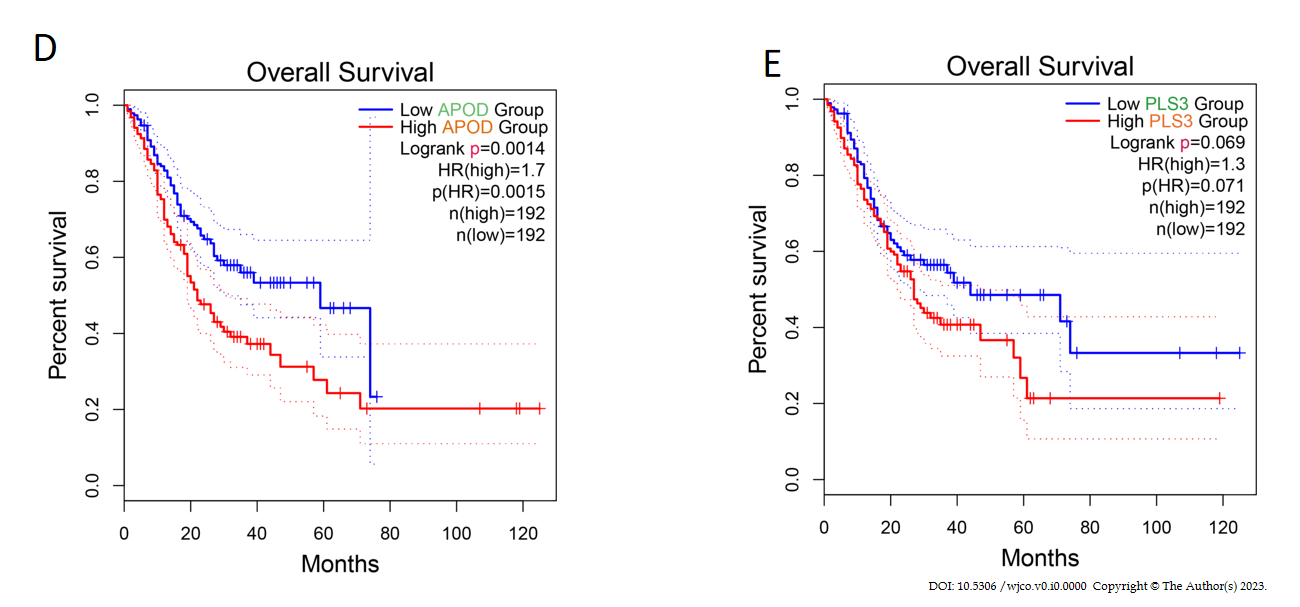 D
Overall Survival
Low APOD Group
High APOD Group
Logrank p=0.0014
HR(high)=1.7
p(HR)=0.0015
n(high)=192
n(low)=192
Percent survival
1.0
0.8
0.6
0.4
0.2
0.0
0 20 40 60 80 100 120
Months
E
Overall Survival
Low PLS3 Group
High PLS3 Group
Logrank p=0.069
HR(high)=1.3
p(HR)=0.071
n(high)=192
n(low)=192
Percent survival
1.0
0.8
0.6
0.4
0.2
0.0
0 20 40 60 80 100 120
Months
DOI: 10.5306 /wjco.v0.i0.0000 Copyright © The Author(s) 2023.